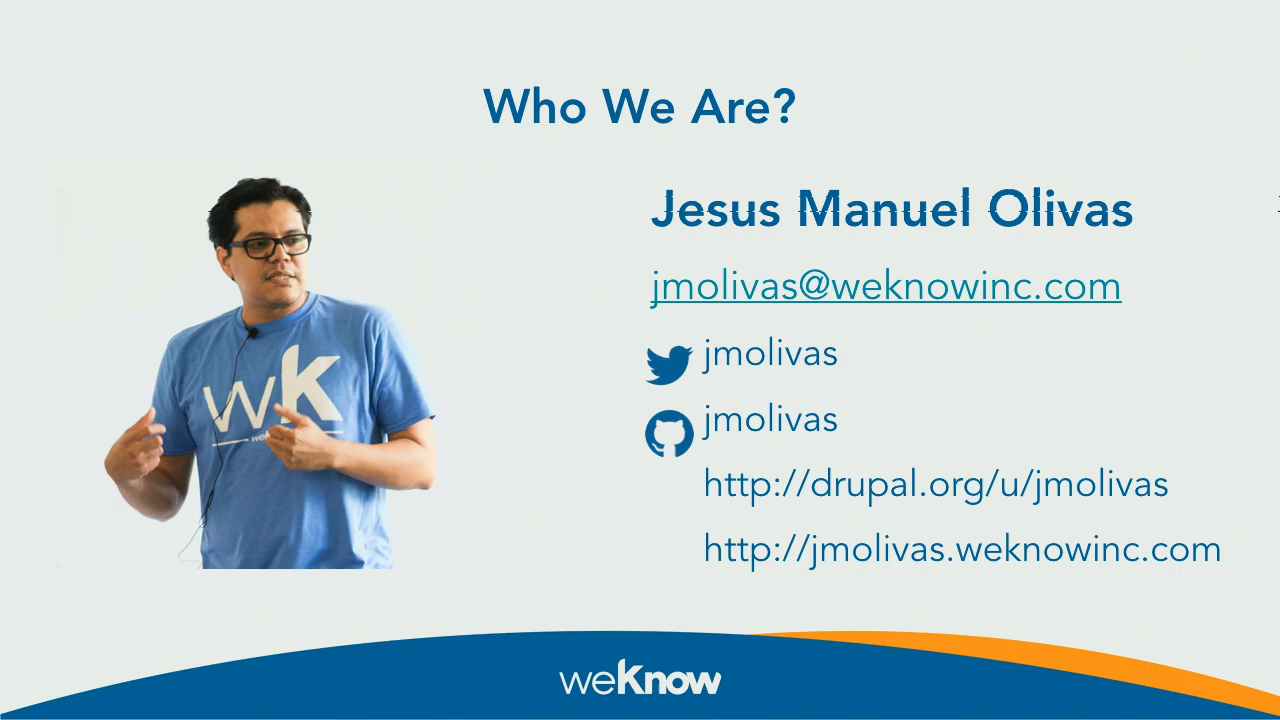 Who We Are?
Jesus Manuel Olivas
jmolivas@weknowinc.com
jmolivas
jmolivas
http://drupal.org/u/jmolivas
http://jmolivas.weknowinc.com
wk
weKnow